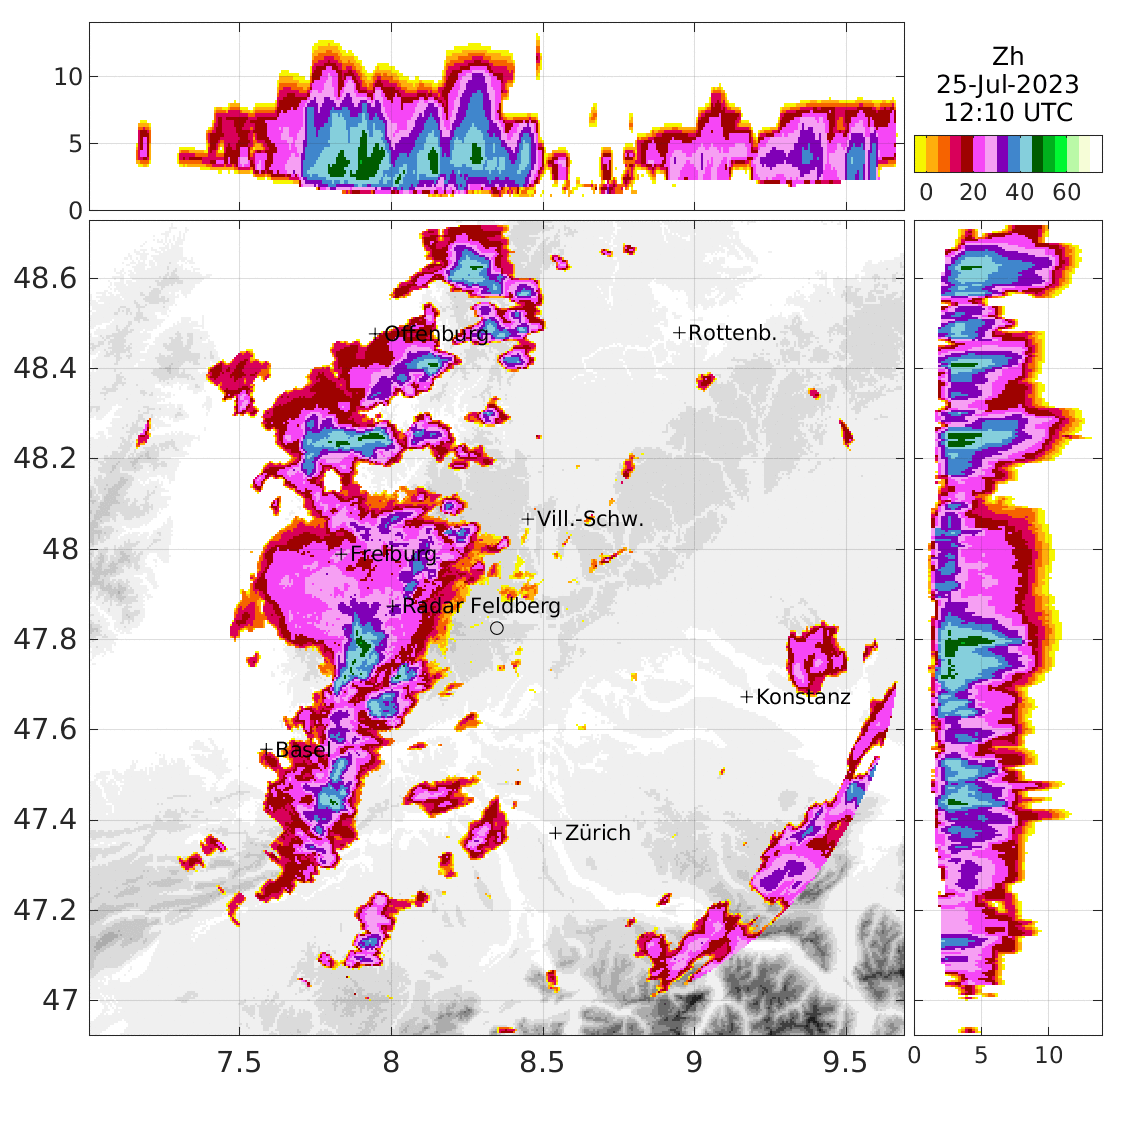 10
5
0
Zh
25-Jul-2023
12:10 UTC
0 20 40 60
48.6
48.4
48.2
48
47.8
47.6
47.4
47.2
47
+Offenburg
+Rottenb.
+Vill.-Schw.
+Freiburg
+Radar Feldberg
+Konstanz
+Basel
+Zürich
7.5 8 8.5 9 9.5
0 5 10